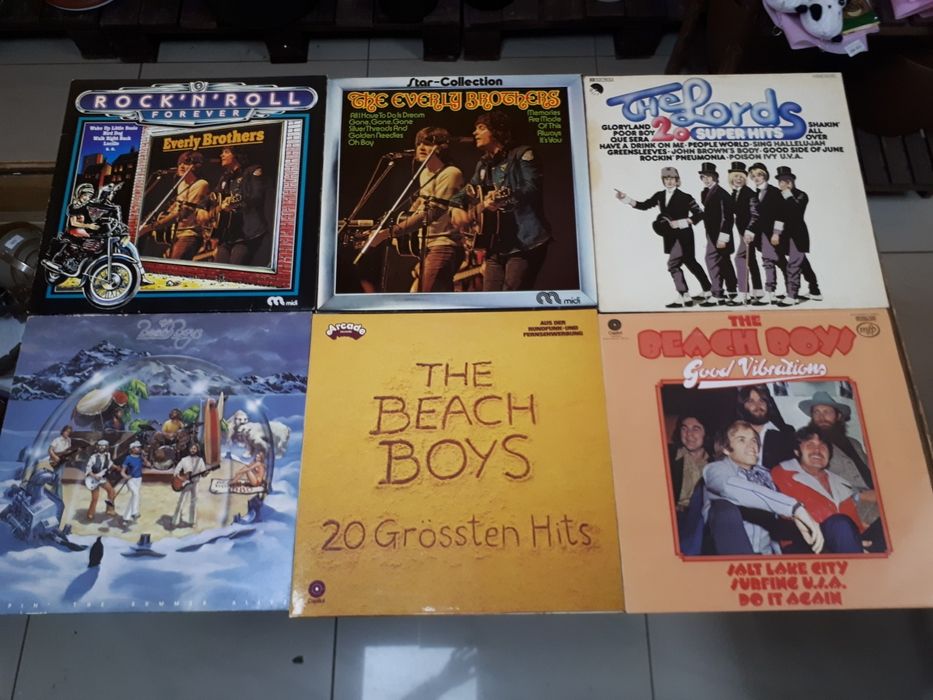 ROCK'N'ROLL
FOREVER
Wake Up Little Susie
Bird Dog
Walk Right Back
Lucille
Everly Brothers
midi
Star-Collection
THE EVERLY BROTHERS
All I Have To Do Is Dream
Gone, Gone, Gone
Silver Threads And
Golden Needles
Oh Boy
Memories
Are Made
Of This
Always
It's You
midi
The Lords
20 SUPER HITS
GLORYLAND
POOR BOY
QUE SERA
SHAKIN'
ALL
OVER
HAVE A DRINK ON ME · PEOPLE WORLD · SING HALLELUJAH
GREENSLEEVES · JOHN BROWN'S BODY · GOOD SIDE OF JUNE
ROCKIN' PNEUMONIA · POISON IVY U.V.A.
Beach Boys
Arcade
AUS DER
RUNDFUNK-UND
FERNSEHWERBUNG
THE
BEACH
BOYS
20 Grössten Hits
Capitol
Capitol
mfp
THE
BEACH BOYS
Good Vibrations
SALT LAKE CITY
SURFING U.S.A.
DO IT AGAIN